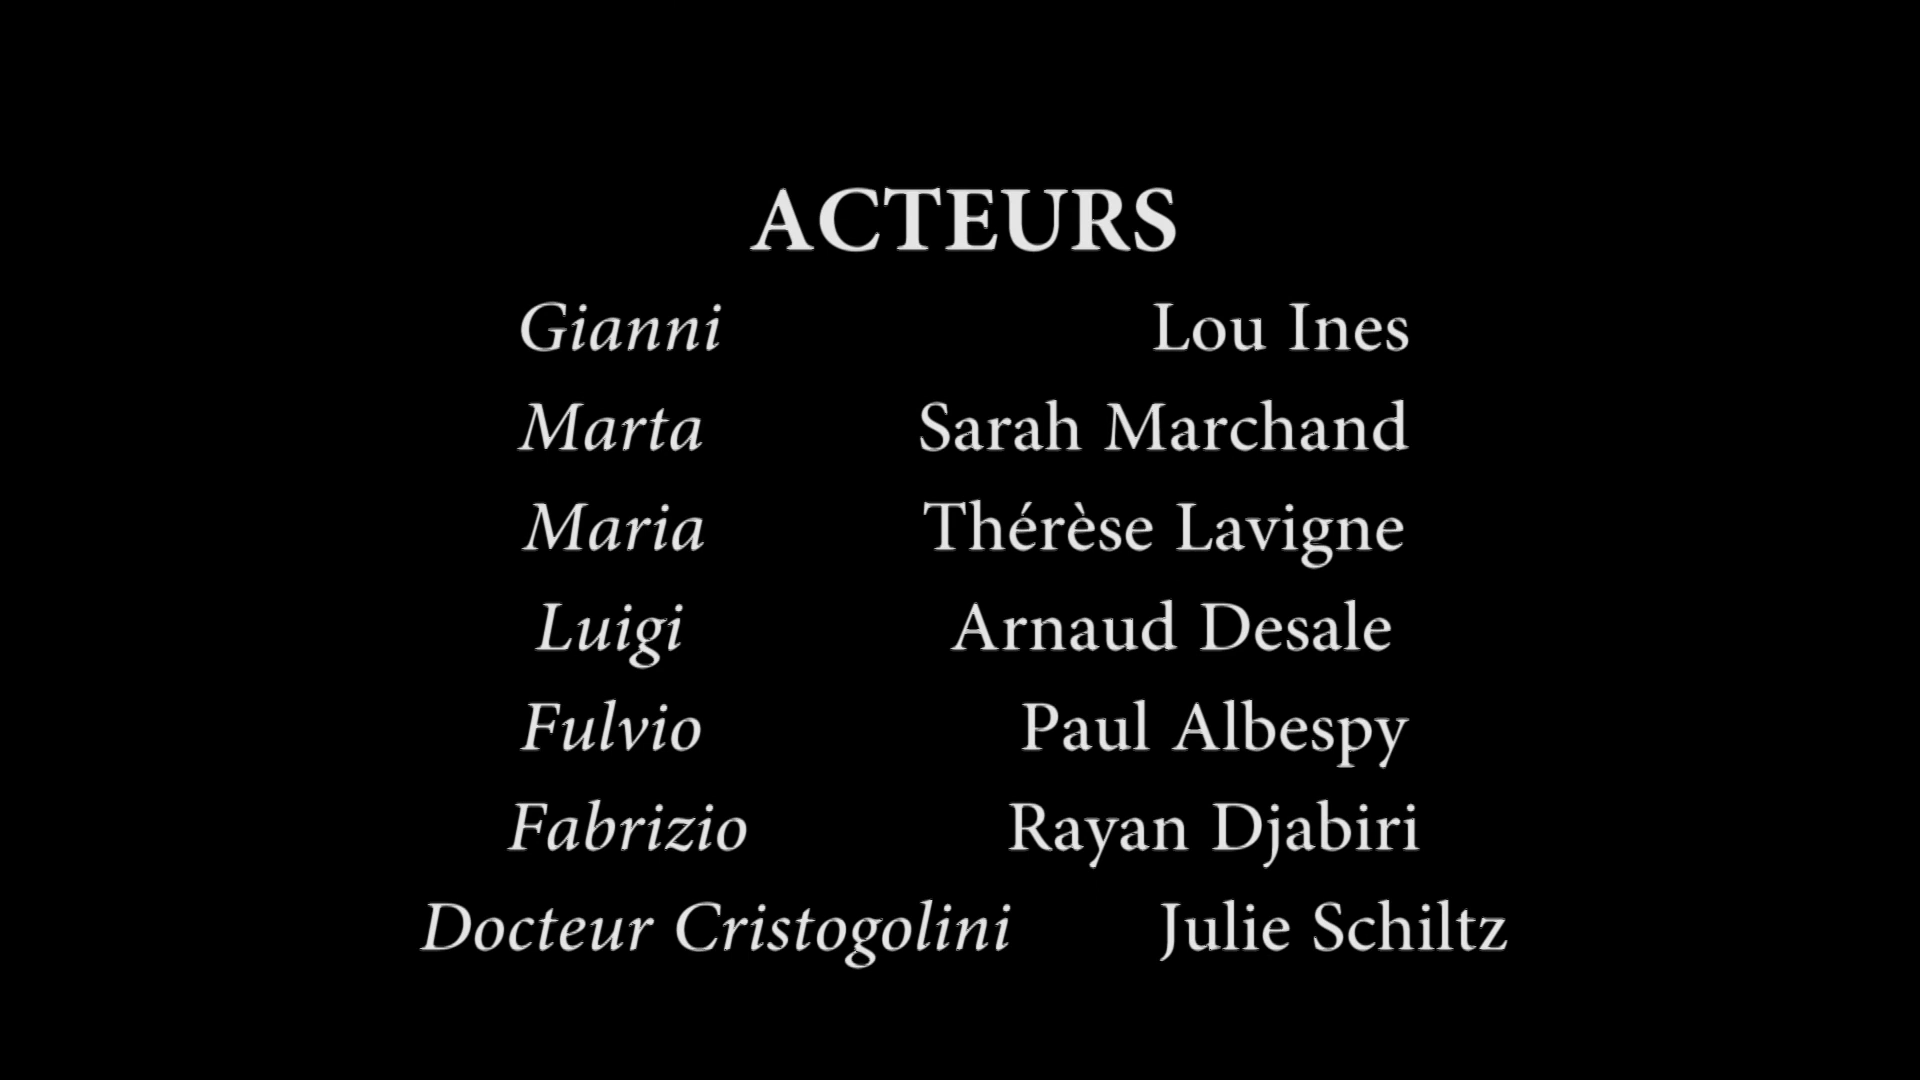 ACTEURS
Gianni Lou Ines
Marta Sarah Marchand
Maria Thérèse Lavigne
Luigi Arnaud Desale
Fulvio Paul Albespy
Fabrizio Rayan Djabiri
Docteur Cristogolini Julie Schiltz